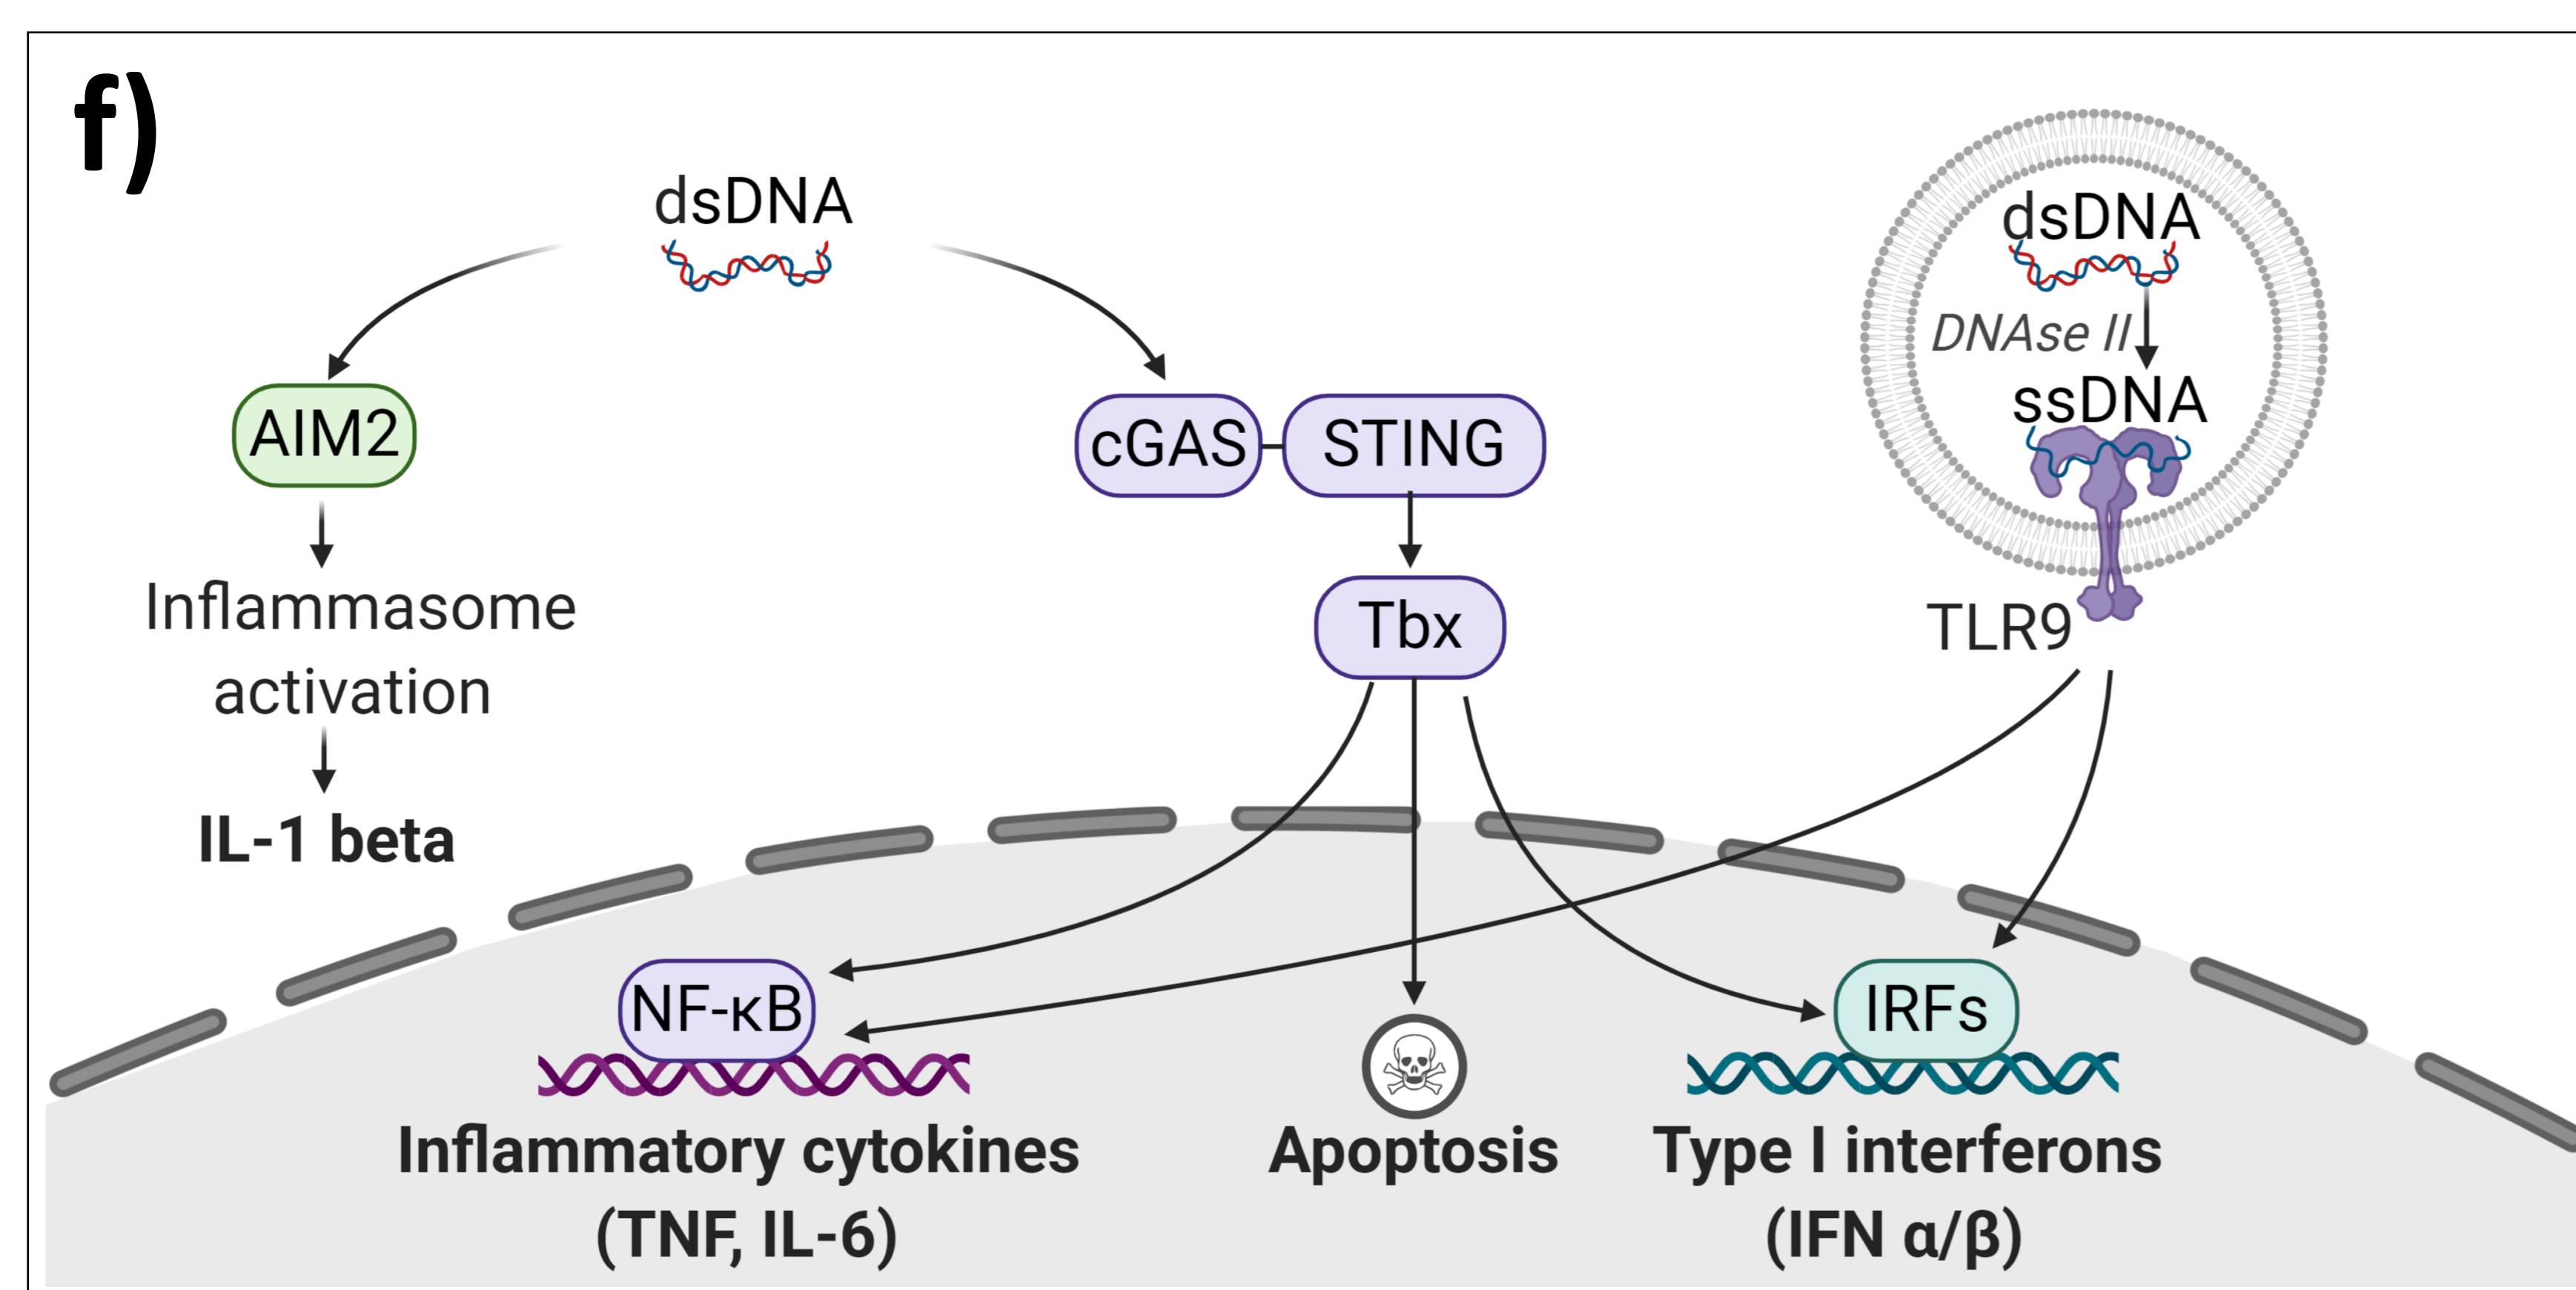 f)
dsDNA
AIM2
Inflammasome
activation
IL-1 beta
cGAS
STING
Tbx
dsDNA
DNAse II
ssDNA
TLR9
NF-κB
Inflammatory cytokines
(TNF, IL-6)
Apoptosis
IRFs
Type I interferons
(IFN α/β)